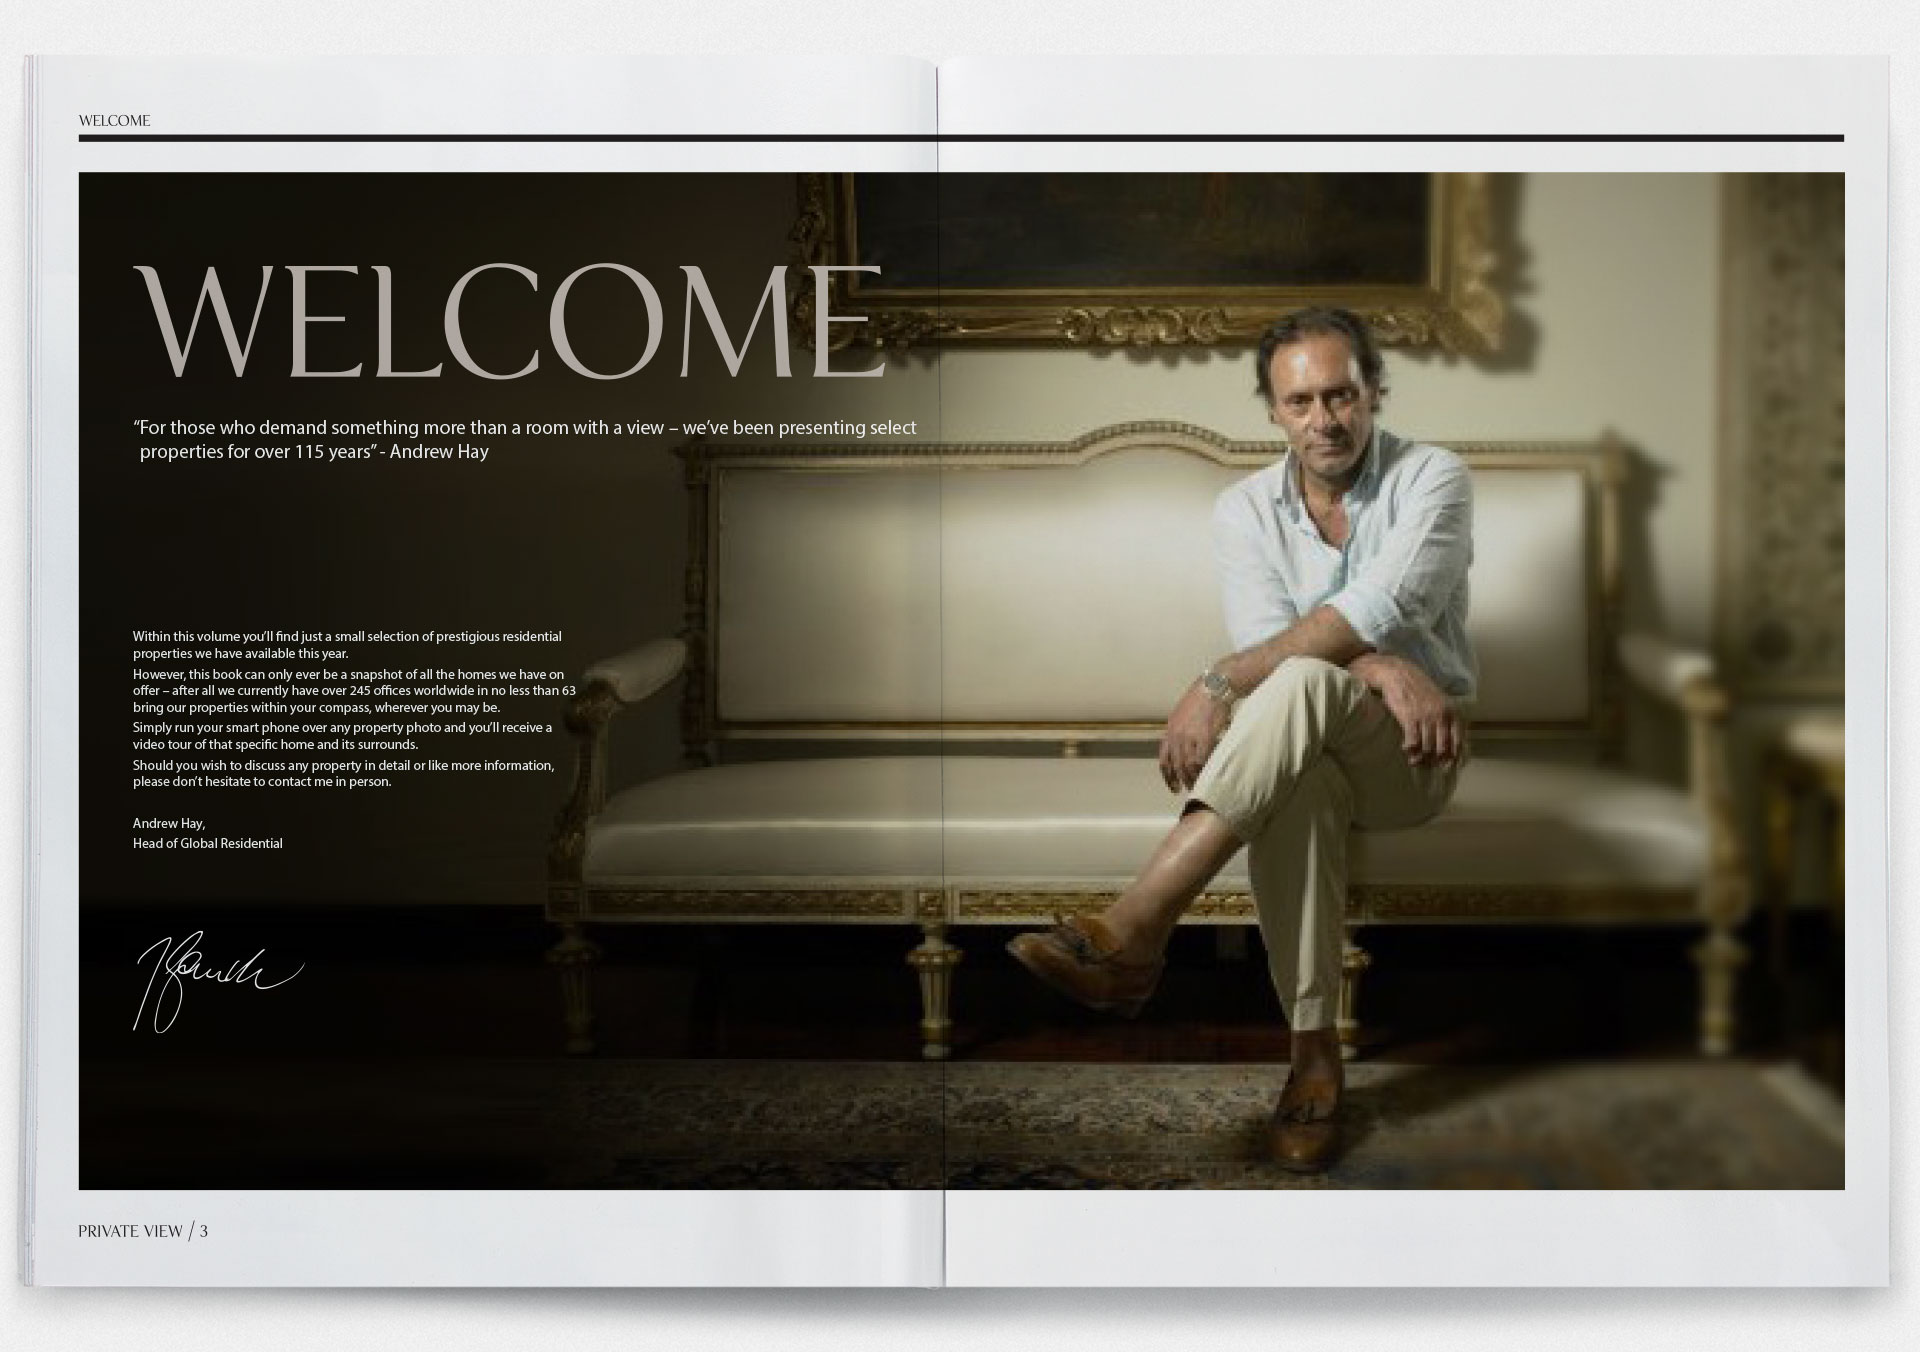 WELCOME
WELCOME
“For those who demand something more than a room with a view – we’ve been presenting select
properties for over 115 years” - Andrew Hay
Within this volume you’ll find just a small selection of prestigious residential
properties we have available this year.
However, this book can only ever be a snapshot of all the homes we have on
offer – after all we currently have over 245 offices worldwide in no less than 63
bring our properties within your compass, wherever you may be.
Simply run your smart phone over any property photo and you’ll receive a
video tour of that specific home and its surrounds.
Should you wish to discuss any property in detail or like more information,
please don’t hesitate to contact me in person.
Andrew Hay,
Head of Global Residential
PRIVATE VIEW / 3